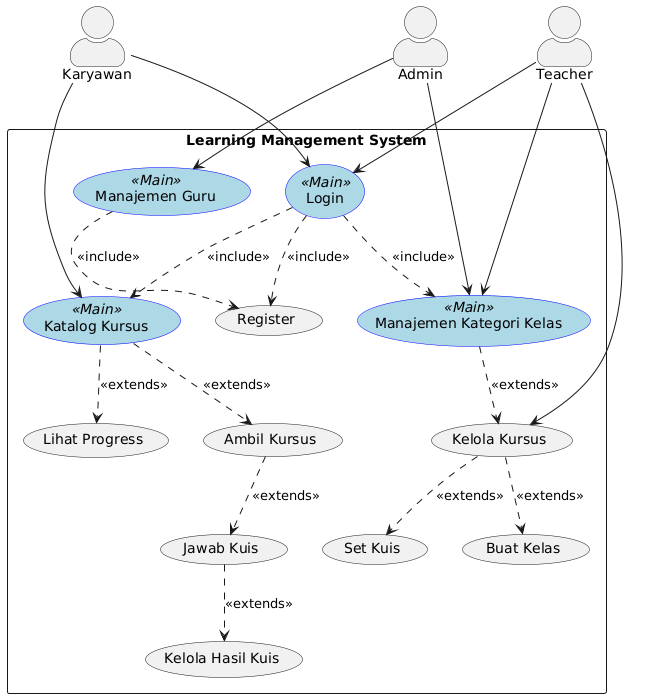 Karyawan
Admin
Teacher
Learning Management System
«Main»
Manajemen Guru
«Main»
Login
«include»
«include»
«include»
«include»
«Main»
Katalog Kursus
Register
«Main»
Manajemen Kategori Kelas
«extends»
«extends»
«extends»
Lihat Progress
Ambil Kursus
Kelola Kursus
«extends»
«extends»
«extends»
Jawab Kuis
Set Kuis
Buat Kelas
«extends»
Kelola Hasil Kuis